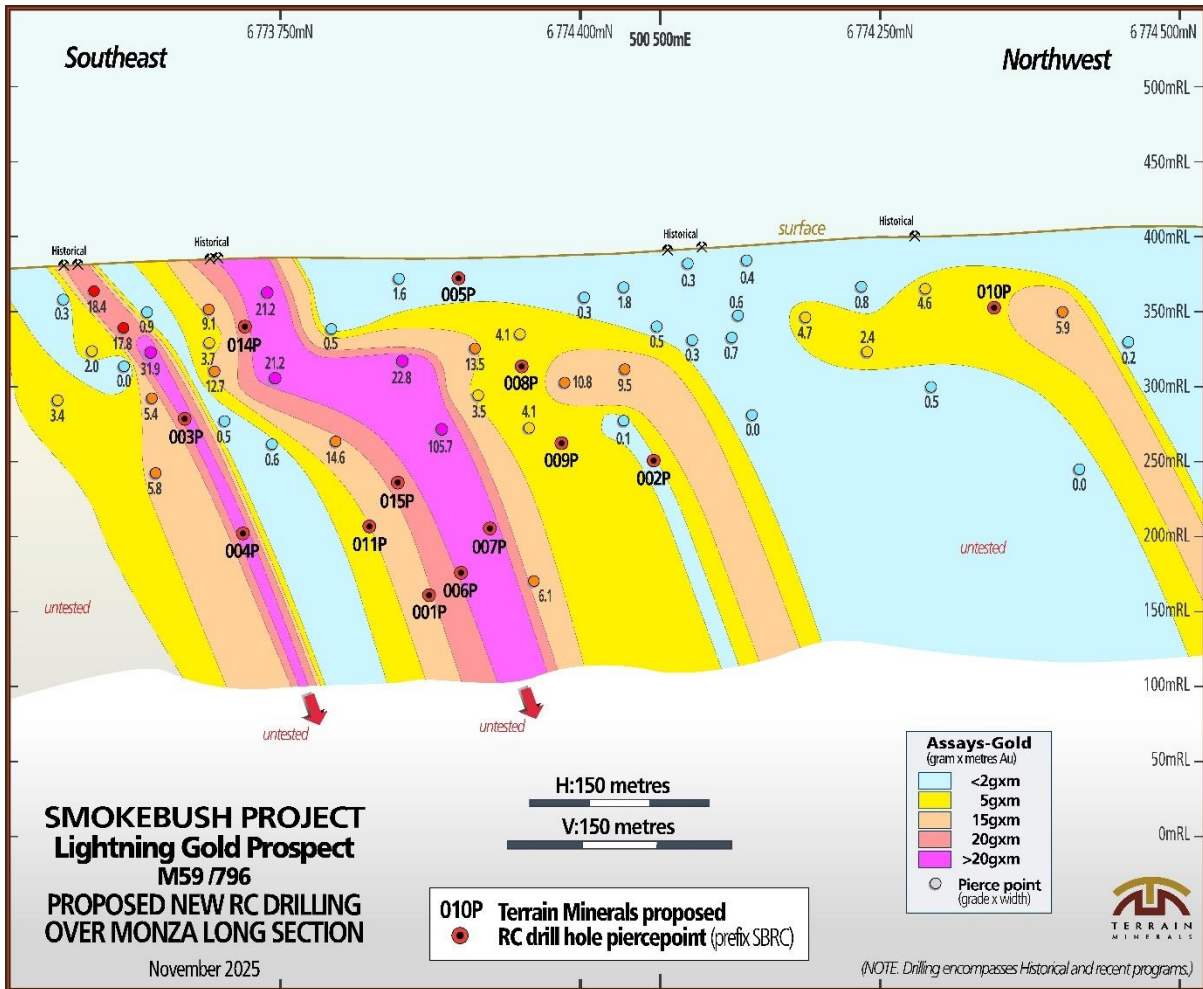 6 773 750mN
6 774 400mN
500 500mE
6 774 250mN
6 774 500mN
Southeast
Northwest
500mRL
450mRL
400mRL
350mRL
300mRL
250mRL
200mRL
150mRL
100mRL
50mRL
0mRL
surface
Historical
Historical
Historical
Historical
0.3
18.4
17.8
0.9
2.0
0.0
31.9
3.4
5.4
003P
5.8
004P
9.1
3.7
12.7
0.5
0.6
21.2
014P
21.2
0.5
1.6
005P
22.8
13.5
4.1
008P
3.5
4.1
105.7
14.6
015P
011P
007P
006P
001P
6.1
009P
10.8
9.5
0.1
002P
0.3
1.8
0.5
0.3
0.3
0.4
0.6
0.7
0.0
4.7
0.8
2.4
4.6
0.5
010P
5.9
0.2
0.0
untested
untested
untested
untested
SMOKEBUSH PROJECT
Lightning Gold Prospect
M59 /796
PROPOSED NEW RC DRILLING
OVER MONZA LONG SECTION
November 2025
H:150 metres
V:150 metres
010P Terrain Minerals proposed
RC drill hole piercepoint (prefix SBRC)
Assays-Gold
(gram x metres Au)
<2gxm
5gxm
15gxm
20gxm
>20gxm
Pierce point
(grade x width)
TERRAIN
MINERALS
(NOTE. Drilling encompasses Historical and recent programs.)